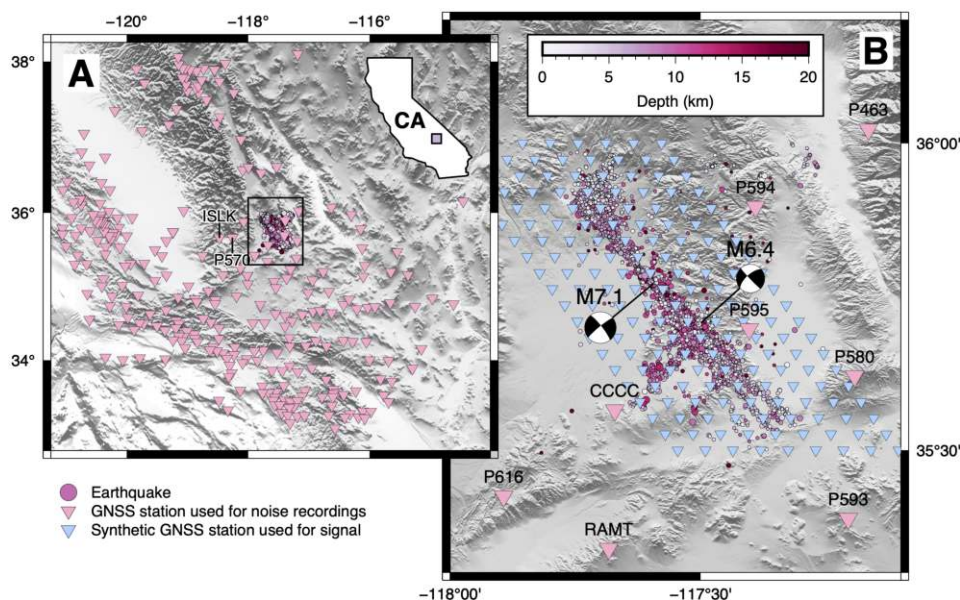 −120° −118° −116°
38°
36°
34°
A
CA
ISLK
P570
B
0 5 10 15 20
Depth (km)
P463
36°00'
P594
M6.4
M7.1
P595
P580
CCCC
35°30'
P616
P593
RAMT
−118°00' −117°30'
Earthquake
GNSS station used for noise recordings
Synthetic GNSS station used for signal